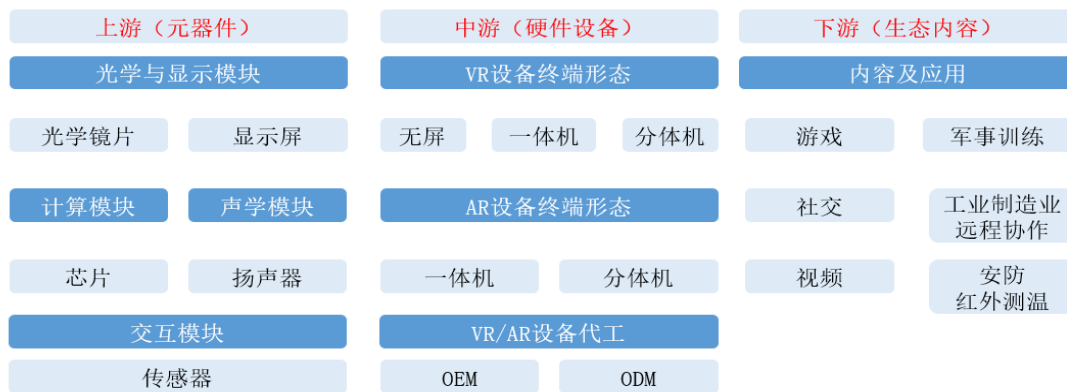 上游（元器件）
中游（硬件设备）
下游（生态内容）
光学与显示模块
VR设备终端形态
内容及应用
光学镜片
显示屏
无屏
一体机
分体机
游戏
军事训练
计算模块
声学模块
AR设备终端形态
社交
工业制造业
远程协作
芯片
扬声器
一体机
分体机
视频
安防
红外测温
交互模块
VR/AR设备代工
传感器
OEM
ODM